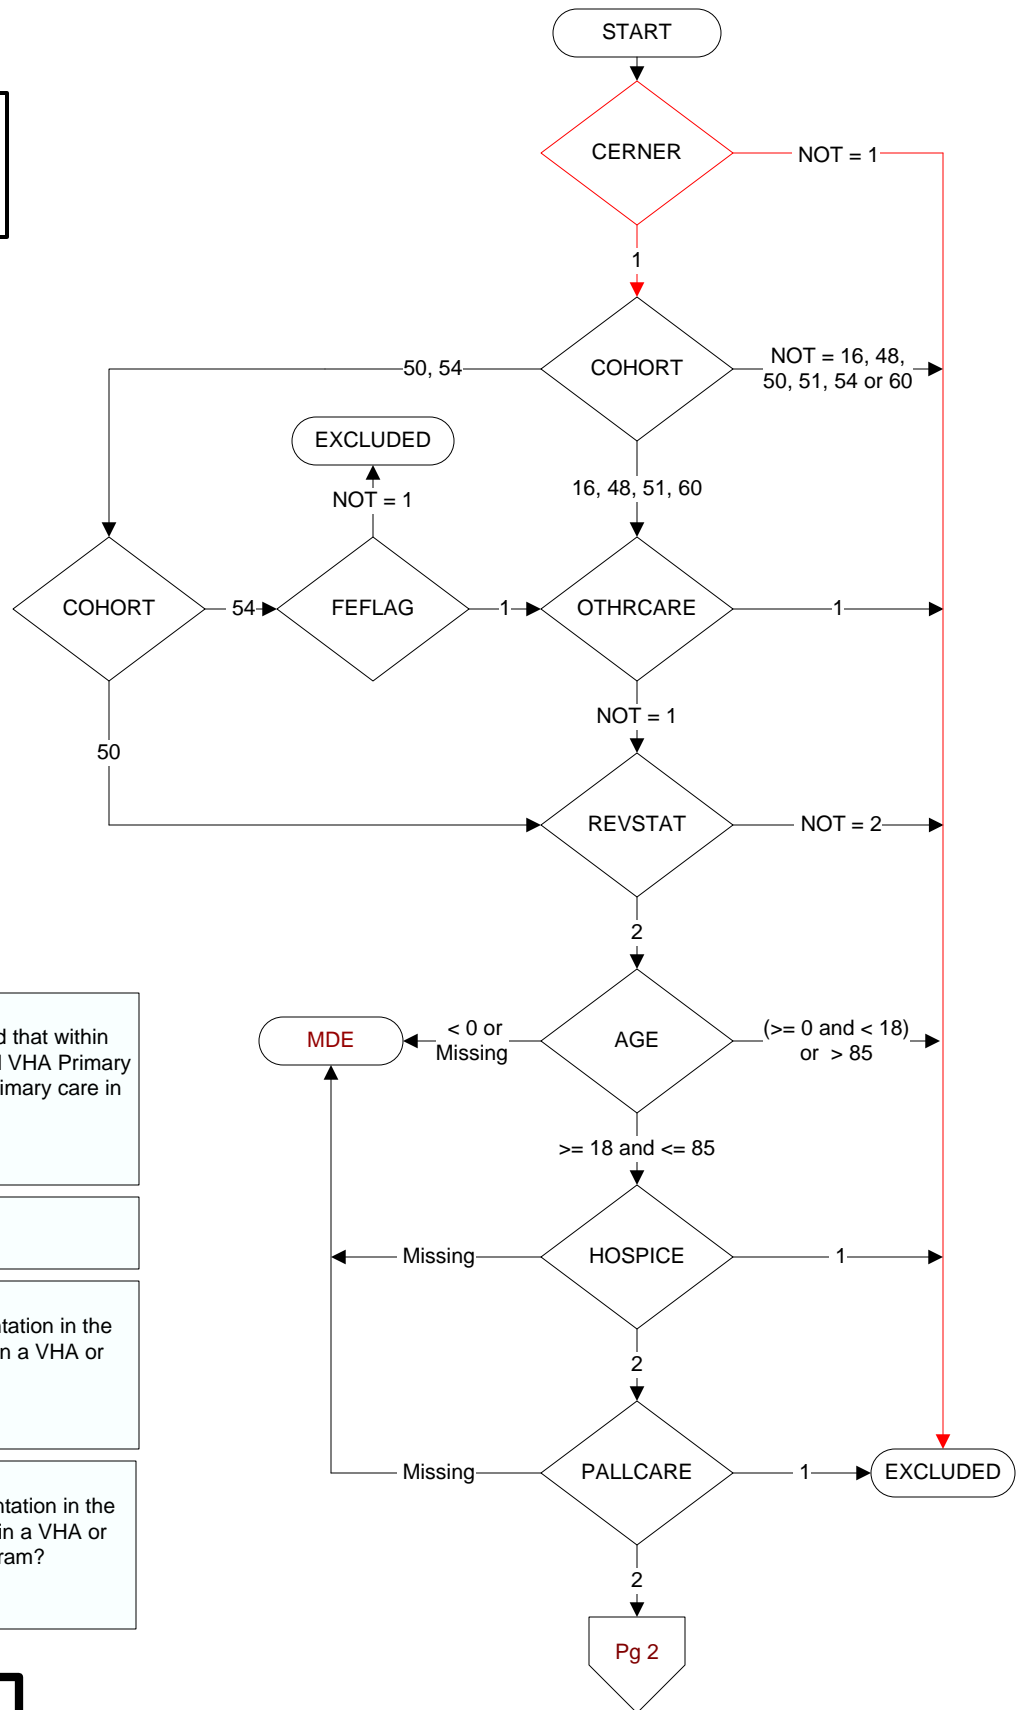 START
CERNER
NOT = 1
1
COHORT
50, 54
NOT = 16, 48,
50, 51, 54 or 60
EXCLUDED
NOT = 1
16, 48, 51, 60
COHORT
54
FEFLAG
1
OTHRCARE
1
NOT = 1
50
REVSTAT
NOT = 2
2
MDE
< 0 or
Missing
AGE
(>= 0 and < 18)
or > 85
>= 18 and <= 85
Missing
HOSPICE
1
2
Missing
PALLCARE
1
EXCLUDED
2
Pg 2
d that within
VHA Primary
imary care in
ntation in the
n a VHA or
ntation in the
in a VHA or
ram?